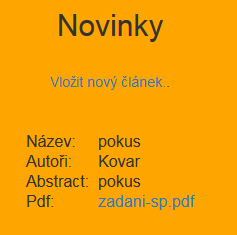 Novinky
Vložit nový článek..
Název: pokus
Autoři: Kovar
Abstract: pokus
Pdf: zadani-sp.pdf